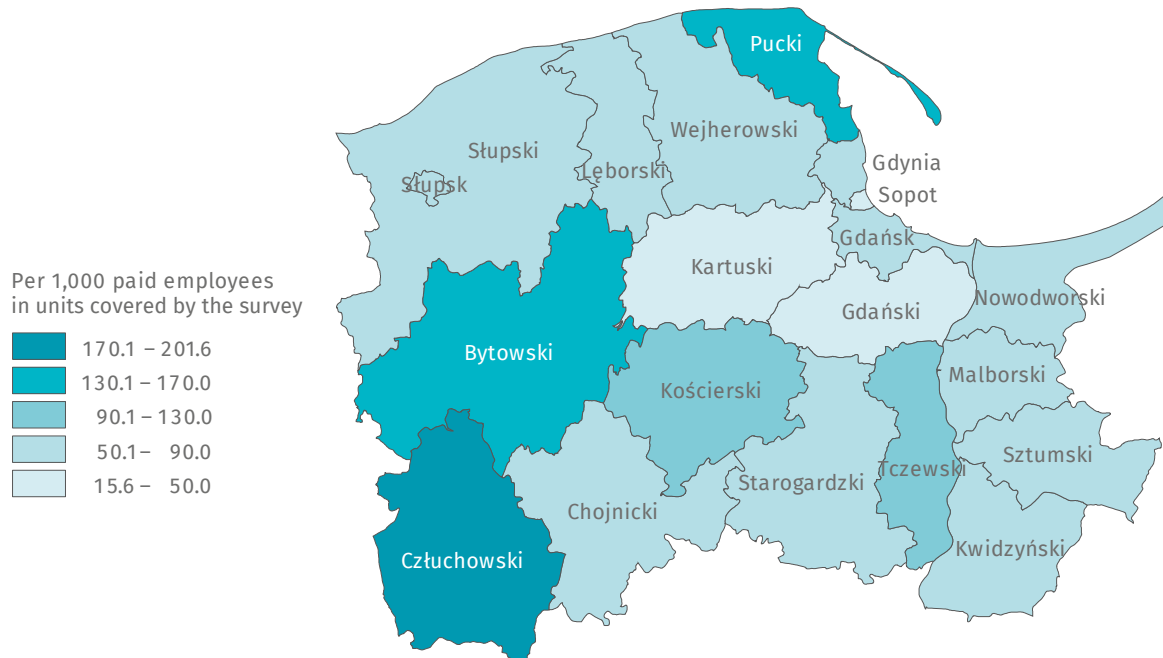 Pucki
Wejherowski
Słupski
Gdynia
Lęborski
Słupsk
Sopot
Gdańsk
Kartuski
Per 1,000 paid employees
in units covered by the survey
Nowodworski
Gdański
170.1 – 201.6
130.1 – 170.0
90.1 – 130.0
50.1 – 90.0
15.6 – 50.0
Bytowski
Malborski
Kościerski
Sztumski
Tczewski
Starogardzki
Chojnicki
Kwidzyński
Człuchowski